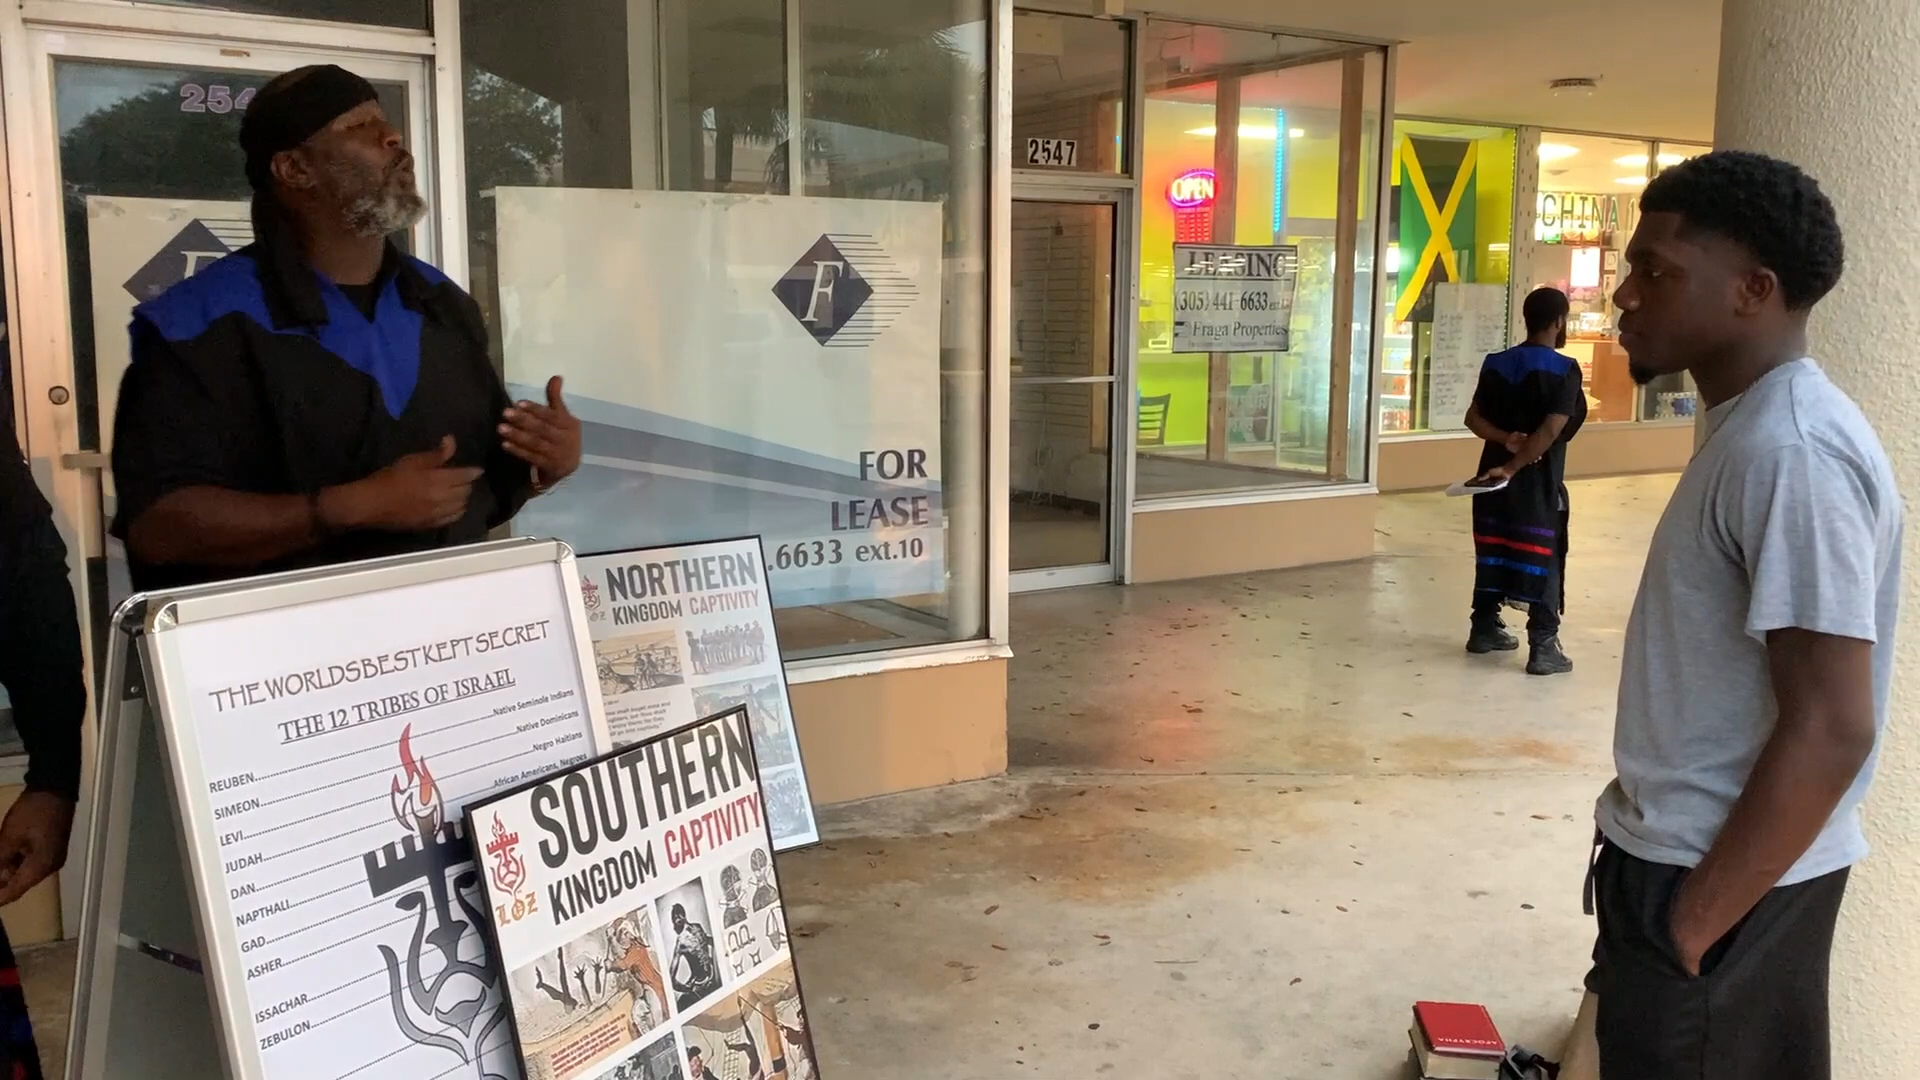 254
F
FOR
LEASE
.6633 ext.10
2547
OPEN
LEASING
(305) 441-6633
Fraga Properties
CHINA 1
THE WORLDS BEST KEPT SECRET
THE 12 TRIBES OF ISRAEL
REUBEN.....Native Seminole Indians
SIMEON.....Native Dominicans
LEVI.....Negro Haitians
JUDAH.....African Americans, Negroes
DAN
NAPTHALI
GAD
ASHER
ISSACHAR
ZEBULON
NORTHERN
KINGDOM CAPTIVITY
LOZ
SOUTHERN
KINGDOM CAPTIVITY
LOZ
APOCRYPHA